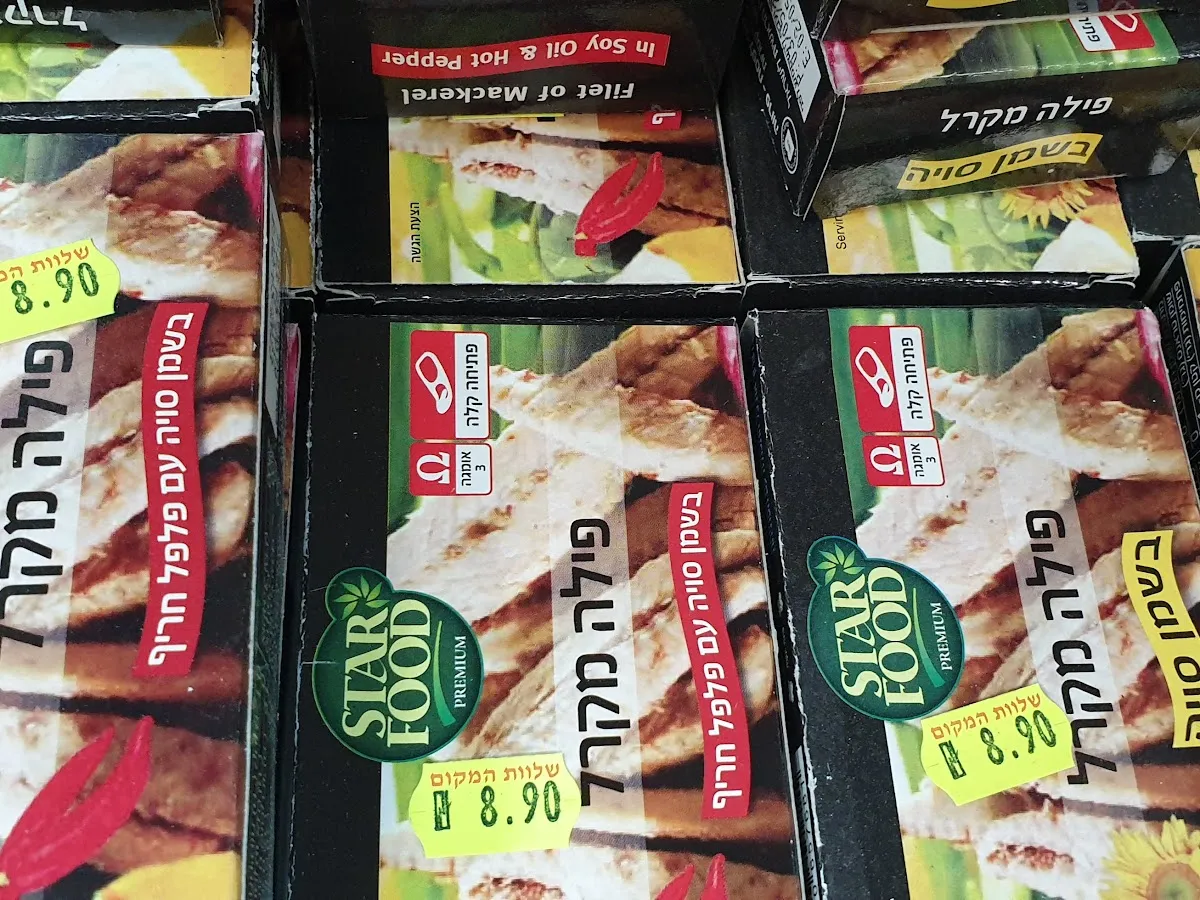 Filet of Mackerel
In Soy Oil & Hot Pepper
הצעת הגשה
פילה מקרל
בשמן סויה
שלוות
8.90
פילה מקרל
בשמן סויה עם פלפל חריף
פתיחה קלה
Ω
אומגה
3
STAR
FOOD
PREMIUM
פילה מקרל
בשמן סויה עם פלפל חריף
שלוות המקום
8.90
פתיחה קלה
Ω
אומגה
3
STAR
FOOD
PREMIUM
פילה מקרל
בשמן סויה
שלוות המקום
8.90